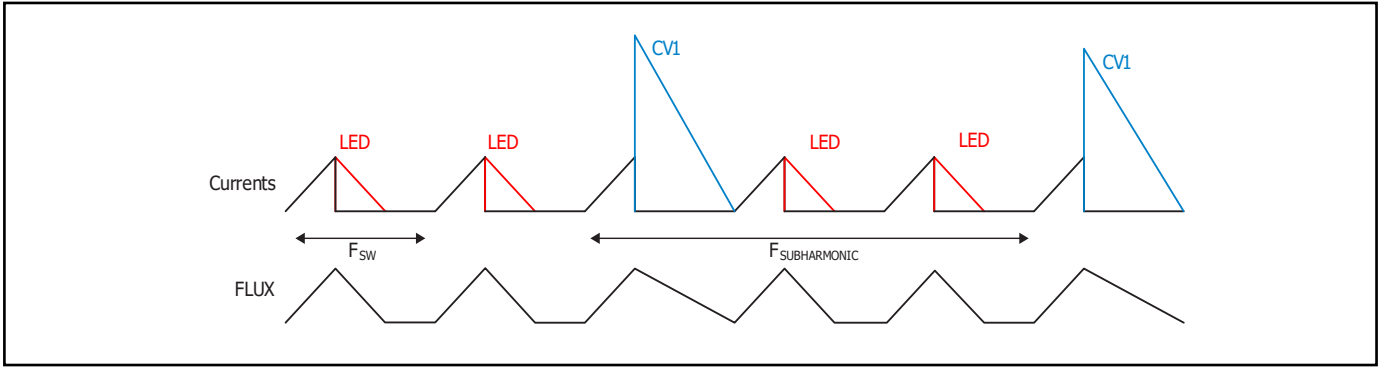 CV1
CV1
LED
LED
LED
LED
Currents
FSW
FSUBHARMONIC
FLUX